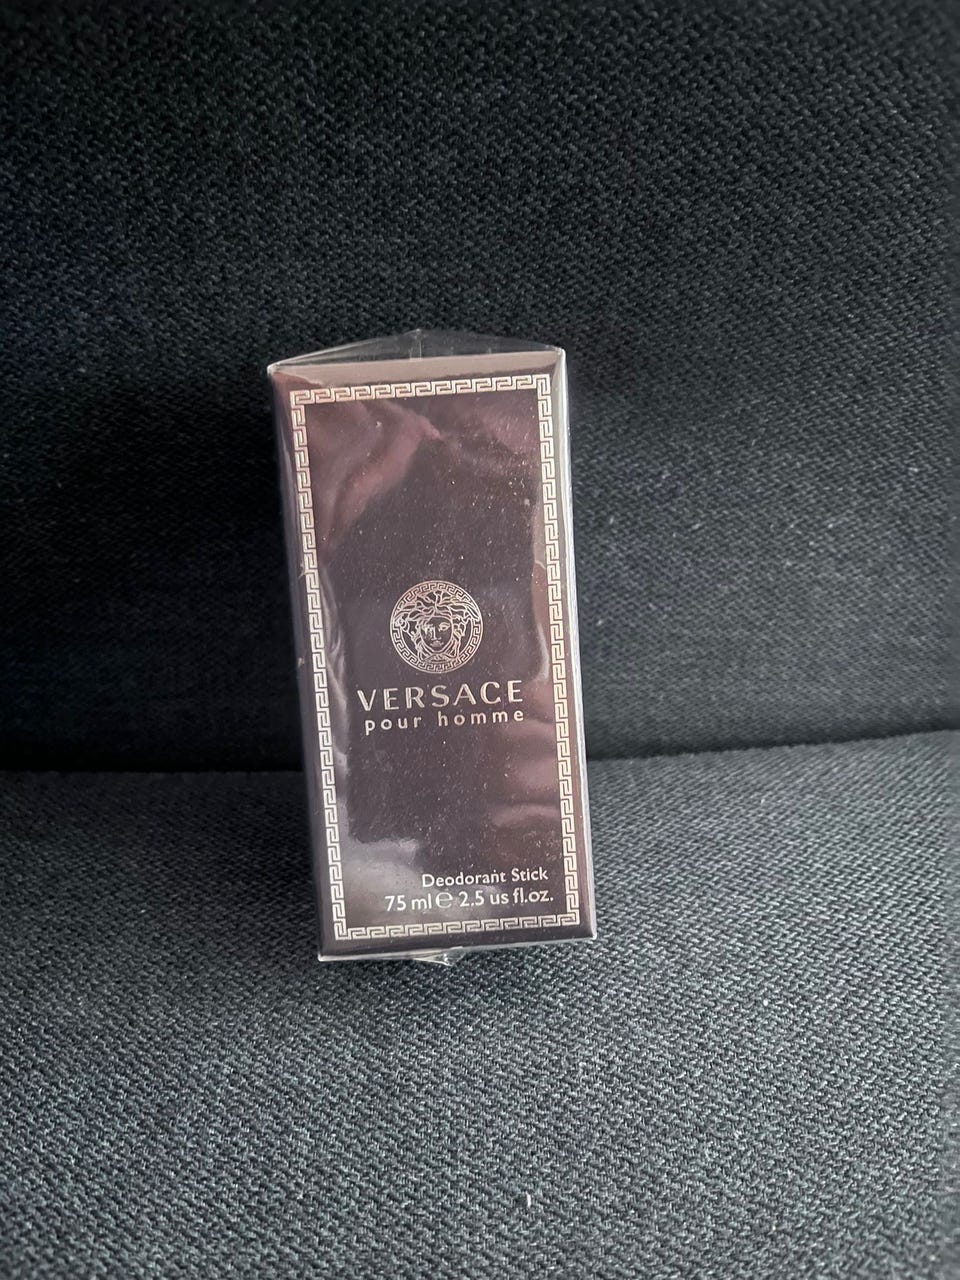 VERSACE
pour homme
Deodorant Stick
75 ml ℮ 2.5 us fl.oz.